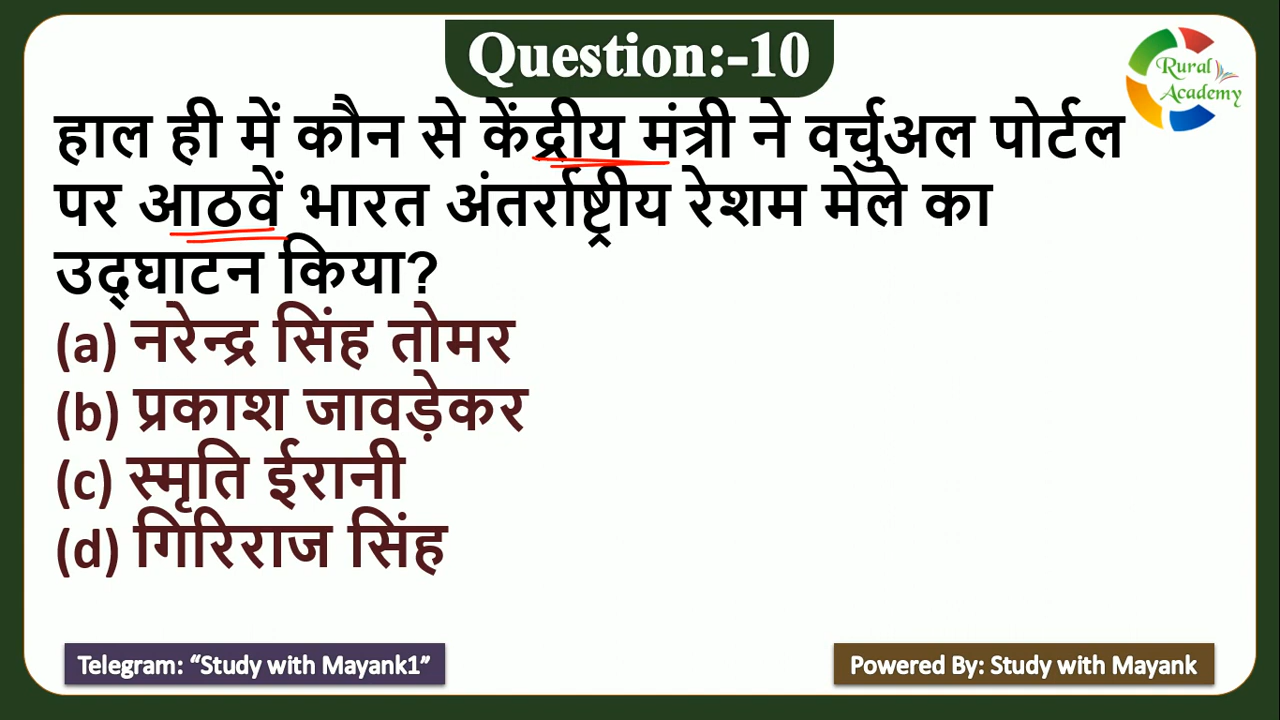 Question:-10
Rural
Academy
हाल ही में कौन से केंद्रीय मंत्री ने वर्चुअल पोर्टल
पर आठवें भारत अंतर्राष्ट्रीय रेशम मेले का
उद्घाटन किया?
(a) नरेन्द्र सिंह तोमर
(b) प्रकाश जावड़ेकर
(c) स्मृति ईरानी
(d) गिरिराज सिंह
Telegram: “Study with Mayank1”
Powered By: Study with Mayank